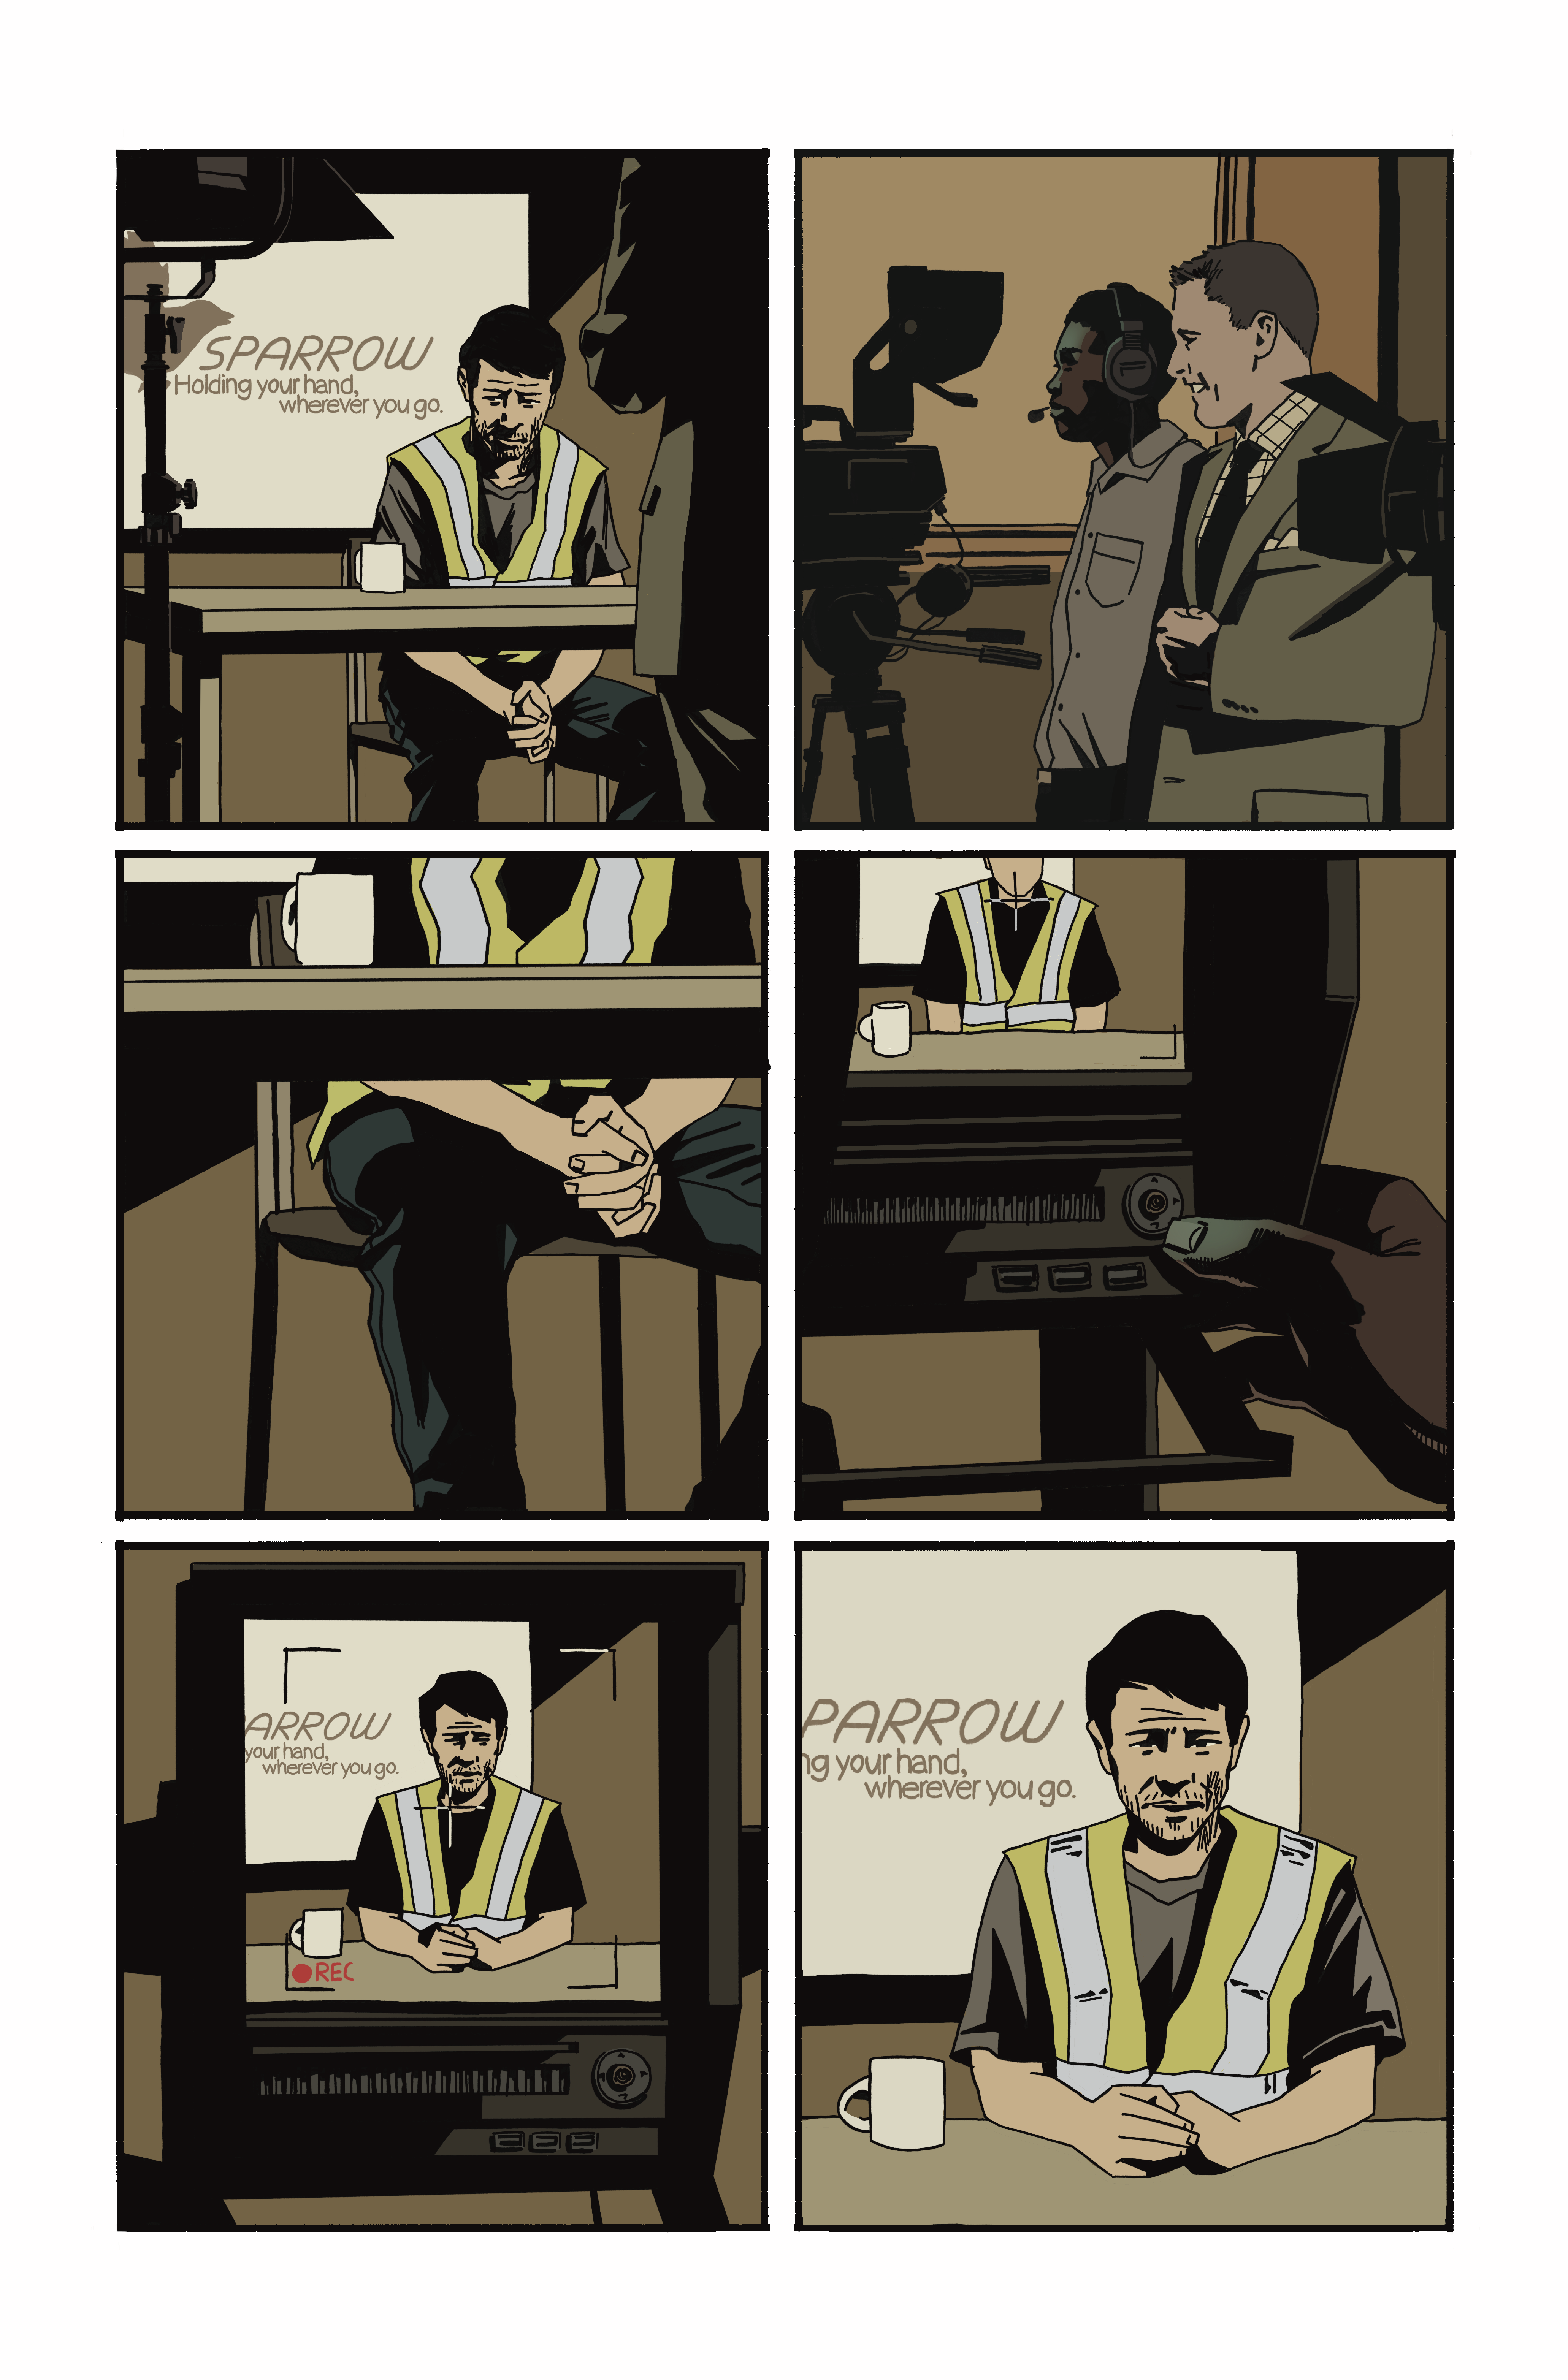 SPARROW
Holding your hand,
wherever you go.
ARROW
your hand,
wherever you go.
REC
PARROW
ng your hand,
wherever you go.